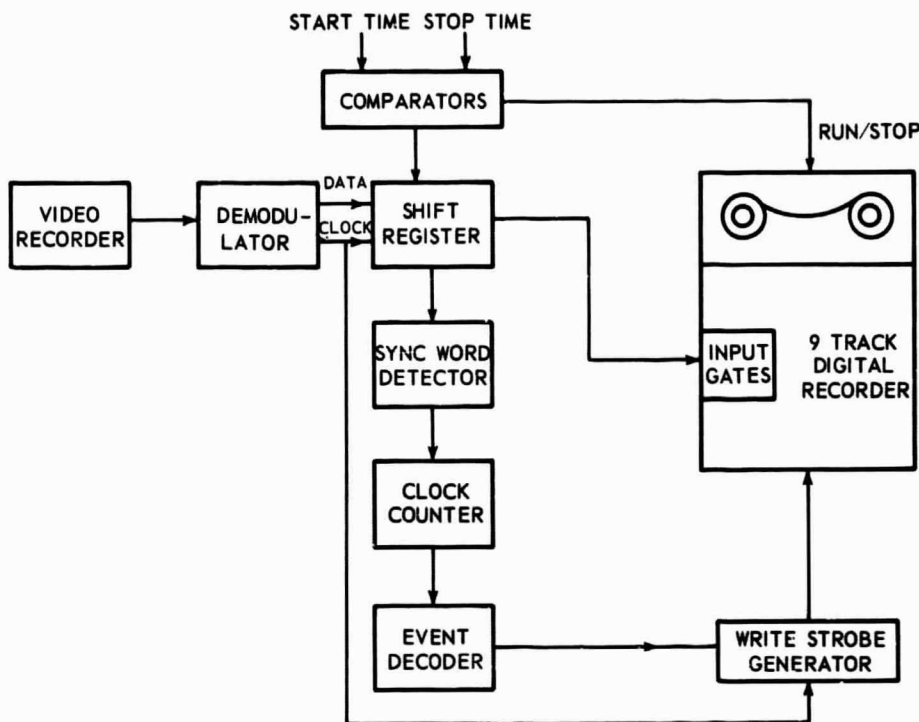 START TIME STOP TIME
COMPARATORS
RUN/STOP
VIDEO
RECORDER
DEMODU-
LATOR
DATA
CLOCK
SHIFT
REGISTER
SYNC WORD
DETECTOR
INPUT
GATES
9 TRACK
DIGITAL
RECORDER
CLOCK
COUNTER
EVENT
DECODER
WRITE STROBE
GENERATOR